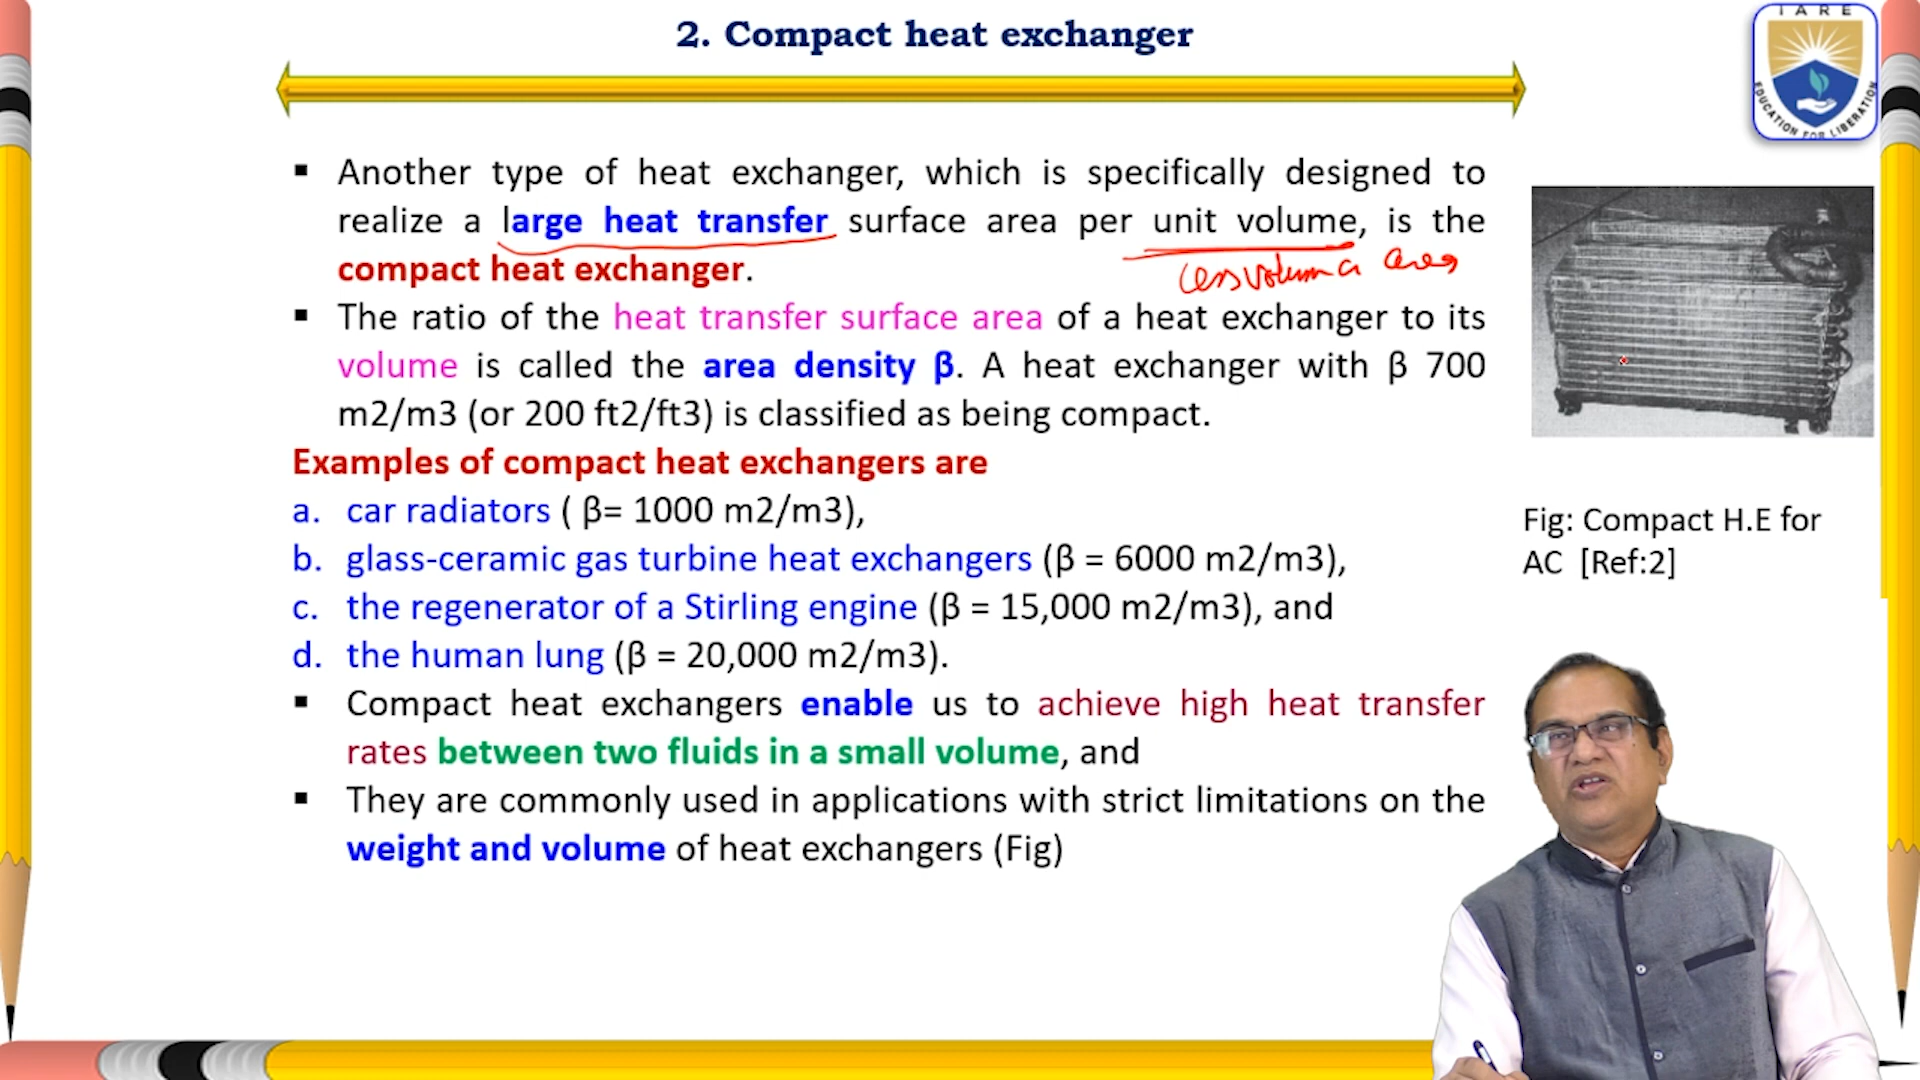 2. Compact heat exchanger
IARE
EDUCATION FOR LIBERATION
▪ Another type of heat exchanger, which is specifically designed to
realize a large heat transfer surface area per unit volume, is the
compact heat exchanger.
area
▪ The ratio of the heat transfer surface area of a heat exchanger to its
volume is called the area density β. A heat exchanger with β 700
m2/m3 (or 200 ft2/ft3) is classified as being compact.
Examples of compact heat exchangers are
a. car radiators ( β= 1000 m2/m3),
b. glass-ceramic gas turbine heat exchangers (β = 6000 m2/m3),
c. the regenerator of a Stirling engine (β = 15,000 m2/m3), and
d. the human lung (β = 20,000 m2/m3).
▪ Compact heat exchangers enable us to achieve high heat transfer
rates between two fluids in a small volume, and
▪ They are commonly used in applications with strict limitations on the
weight and volume of heat exchangers (Fig)
Fig: Compact H.E for
AC [Ref:2]